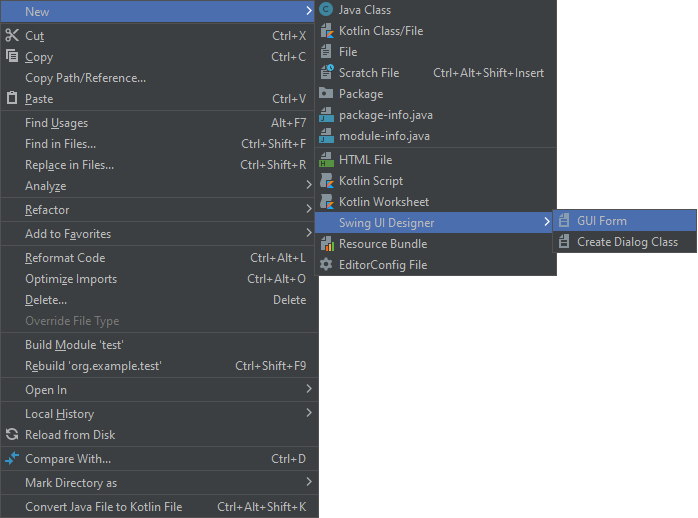 New
Cut Ctrl+X
Copy Ctrl+C
Copy Path/Reference...
Paste Ctrl+V
Find Usages Alt+F7
Find in Files... Ctrl+Shift+F
Replace in Files... Ctrl+Shift+R
Analyze
Refactor
Add to Favorites
Reformat Code Ctrl+Alt+L
Optimize Imports Ctrl+Alt+O
Delete... Delete
Override File Type
Build Module 'test'
Rebuild 'org.example.test' Ctrl+Shift+F9
Open In
Local History
Reload from Disk
Compare With... Ctrl+D
Mark Directory as
Convert Java File to Kotlin File Ctrl+Alt+Shift+K
Java Class
Kotlin Class/File
File
Scratch File Ctrl+Alt+Shift+Insert
Package
package-info.java
module-info.java
HTML File
Kotlin Script
Kotlin Worksheet
Swing UI Designer
Resource Bundle
EditorConfig File
GUI Form
Create Dialog Class